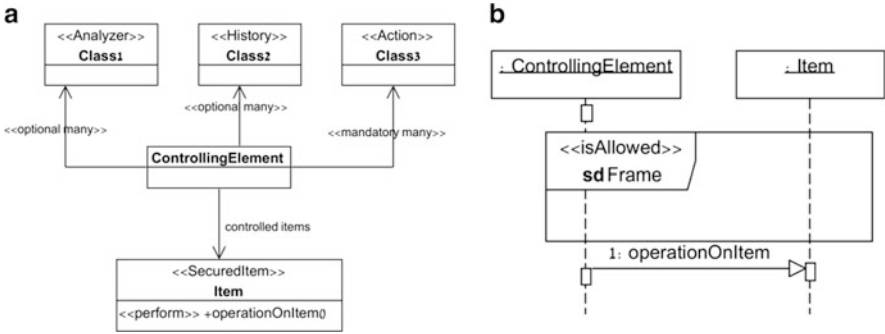 a
<<Analyzer>>
Class1
<<History>>
Class2
<<Action>>
Class3
<<optional many>>
<<optional many>>
<<mandatory many>>
ControllingElement
controlled items
<<SecuredItem>>
Item
<<perform>> +operationOnItem()
b
: ControllingElement
: Item
<<isAllowed>>
sd Frame
1: operationOnItem